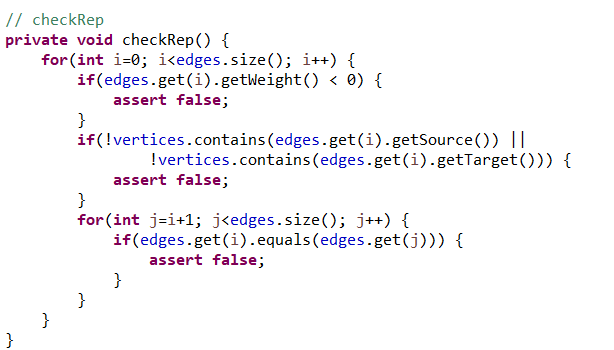 // checkRep
private void checkRep() {
    for(int i=0; i<edges.size(); i++) {
        if(edges.get(i).getWeight() < 0) {
            assert false;
        }
        if(!vertices.contains(edges.get(i).getSource()) ||
                !vertices.contains(edges.get(i).getTarget())) {
            assert false;
        }
        for(int j=i+1; j<edges.size(); j++) {
            if(edges.get(i).equals(edges.get(j))) {
                assert false;
            }
        }
    }
}